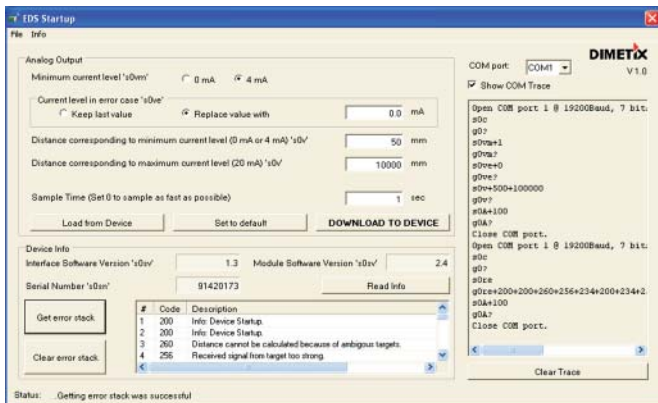 EDS Startup
File Info
Analog Output
Minimum current level 's0vm' 0 mA 4 mA
Current level in error case 's0ve'
Keep last value Replace value with 0.0 mA
Distance corresponding to minimum current level (0 mA or 4 mA) 's0v' 50 mm
Distance corresponding to maximum current level (20 mA) 's0v' 10000 mm
Sample Time (Set 0 to sample as fast as possible) 1 sec
Load from Device Set to default DOWNLOAD TO DEVICE
Device Info
Interface Software Version 's0sv' 1.3 Module Software Version 's0sv' 2.4
Serial Number 's0sn' 91420173 Read Info
Get error stack
Clear error stack
# Code Description
1 200 Info: Device Startup.
2 200 Info: Device Startup.
3 260 Distance cannot be calculated because of ambigous targets.
4 256 Received signal from target too strong.
DIMETIX
COM port: COM1 V 1.0
Show COM Trace
Open COM port 1 @ 19200Baud, 7 bit
s0c
g0?
s0vm+1
g0vm?
s0ve+0
g0ve?
s0v+500+100000
g0v?
s0A+100
g0A?
Close COM port.
Open COM port 1 @ 19200Baud, 7 bit
s0c
g0?
s0re
g0re+200+200+260+256+234+200+234+2
s0A+100
g0A?
Close COM port.
Clear Trace
Status: Getting error stack was successful